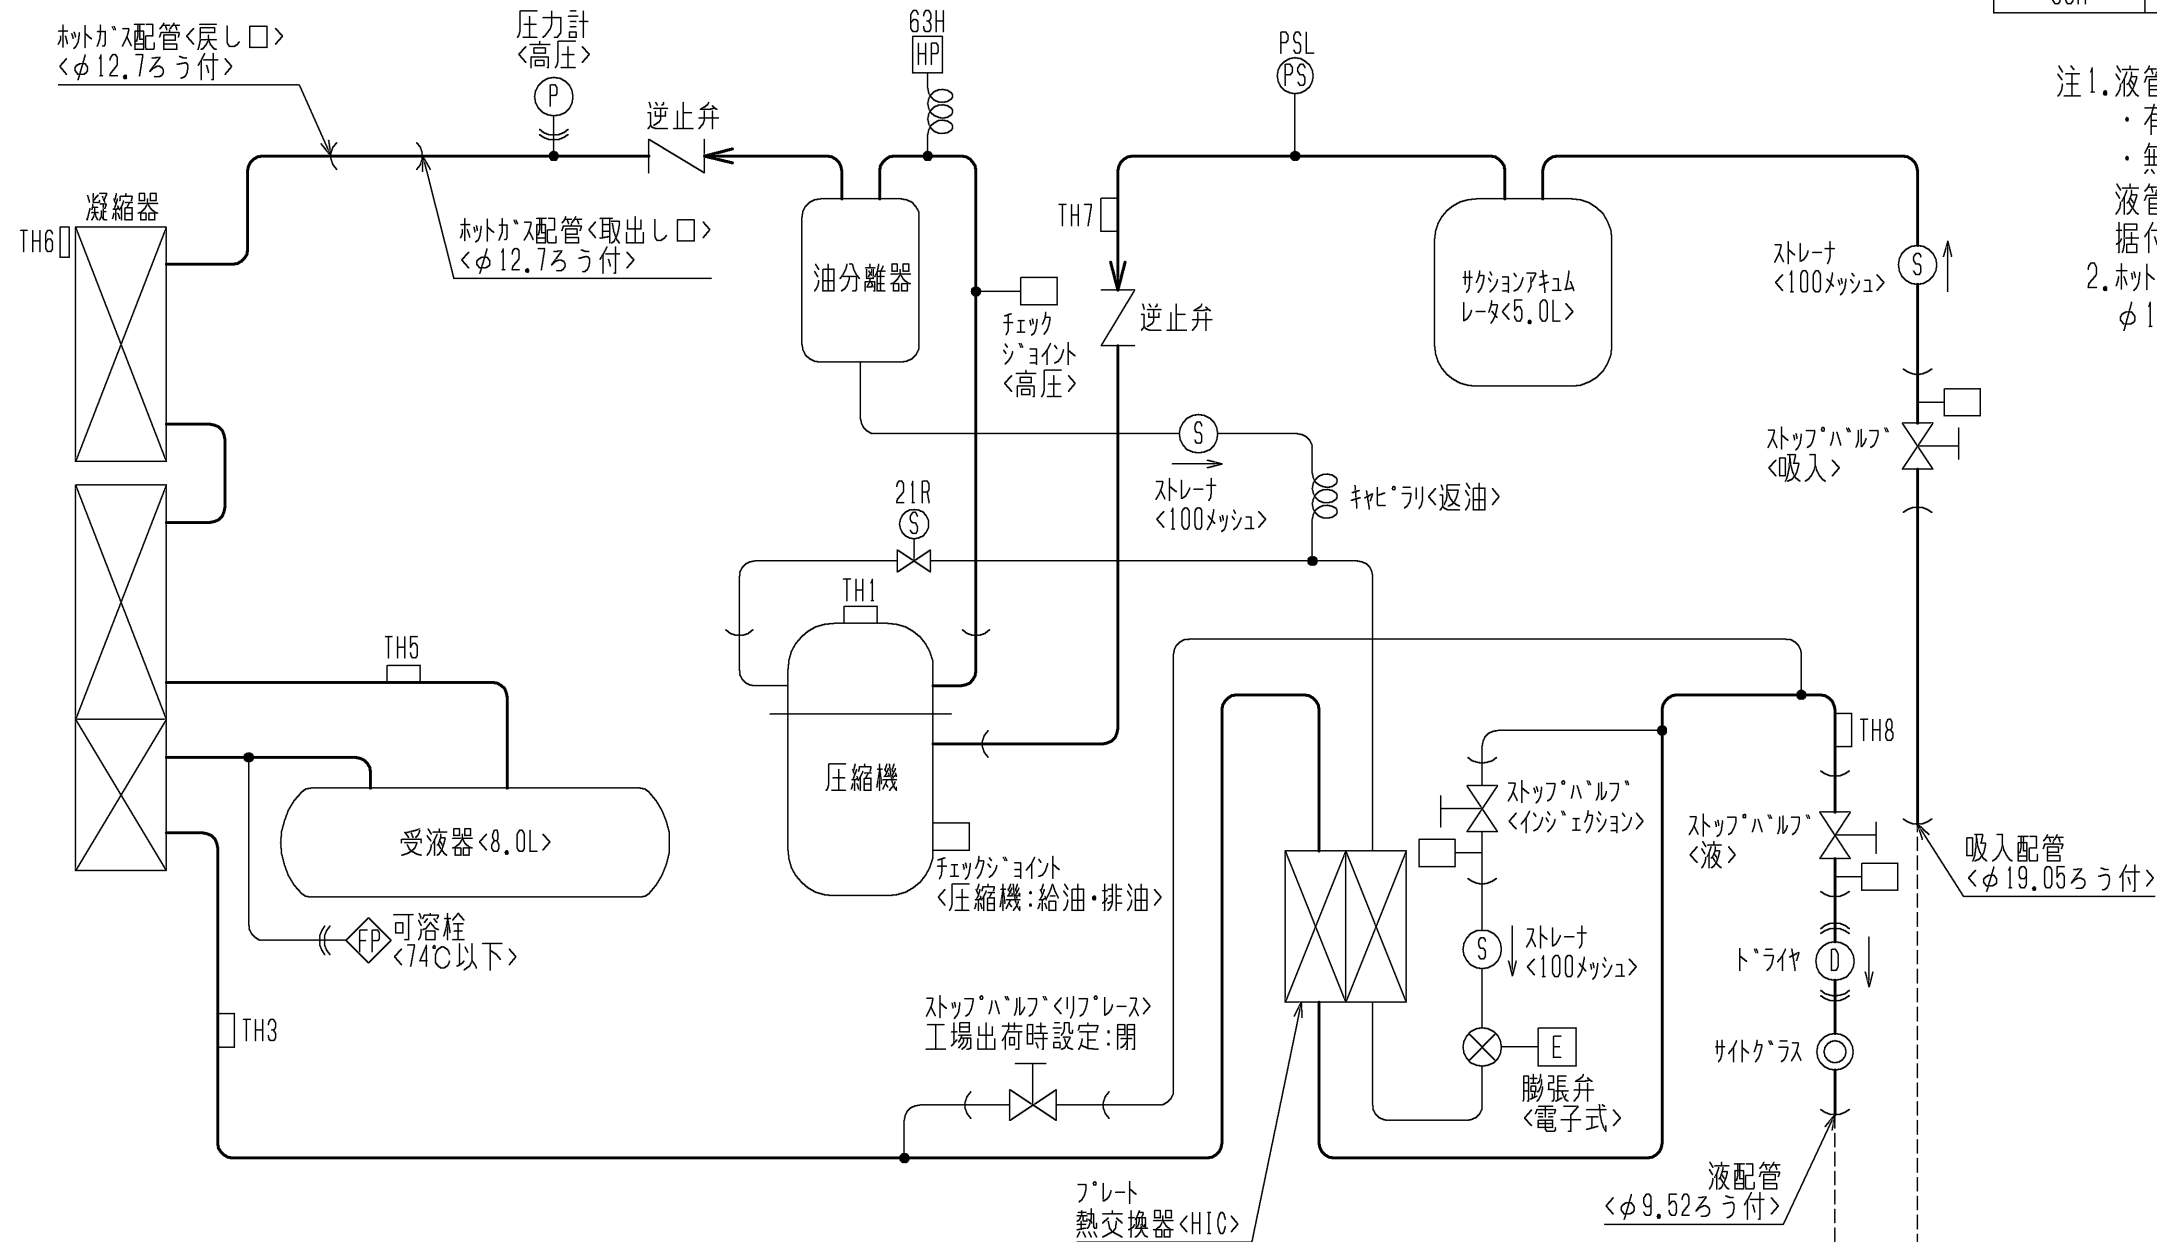 ﾎｯﾄｶﾞｽ配管<戻し口>
<φ12.7ろう付>
圧力計
<高圧>
P
63H
HP
PSL
PS
逆止弁
注1.液管
・有
・無
液管
据付
2.ﾎｯﾄ
φ1
凝縮器
TH6
ﾎｯﾄｶﾞｽ配管<取出し口>
<φ12.7ろう付>
油分離器
ﾁｪｯｸ
ｼﾞｮｲﾝﾄ
<高圧>
TH7
逆止弁
ｻｸｼｮﾝｱｷｭﾑ
ﾚｰﾀ<5.0L>
ｽﾄﾚｰﾅ
<100ﾒｯｼｭ>
S
ｽﾄｯﾌﾟﾊﾞﾙﾌﾞ
<吸入>
S
ｽﾄﾚｰﾅ
<100ﾒｯｼｭ>
ｷｬﾋﾟﾗﾘ<返油>
21R
S
TH1
TH5
圧縮機
受液器<8.0L>
ﾁｪｯｸｼﾞｮｲﾝﾄ
<圧縮機:給油・排油>
FP
可溶栓
<74℃以下>
TH3
TH8
ｽﾄｯﾌﾟﾊﾞﾙﾌﾞ
<ｲﾝｼﾞｪｸｼｮﾝ>
ｽﾄｯﾌﾟﾊﾞﾙﾌﾞ
<液>
吸入配管
<φ19.05ろう付>
S
ｽﾄﾚｰﾅ
<100ﾒｯｼｭ>
ﾄﾞﾗｲﾔ
D
ｽﾄｯﾌﾟﾊﾞﾙﾌﾞ<ﾘﾌﾟﾚｰｽ>
工場出荷時設定:閉
E
膨張弁
<電子式>
ｻｲﾄｸﾞﾗｽ
ﾌﾟﾚｰﾄ
熱交換器<HIC>
液配管
<φ9.52ろう付>